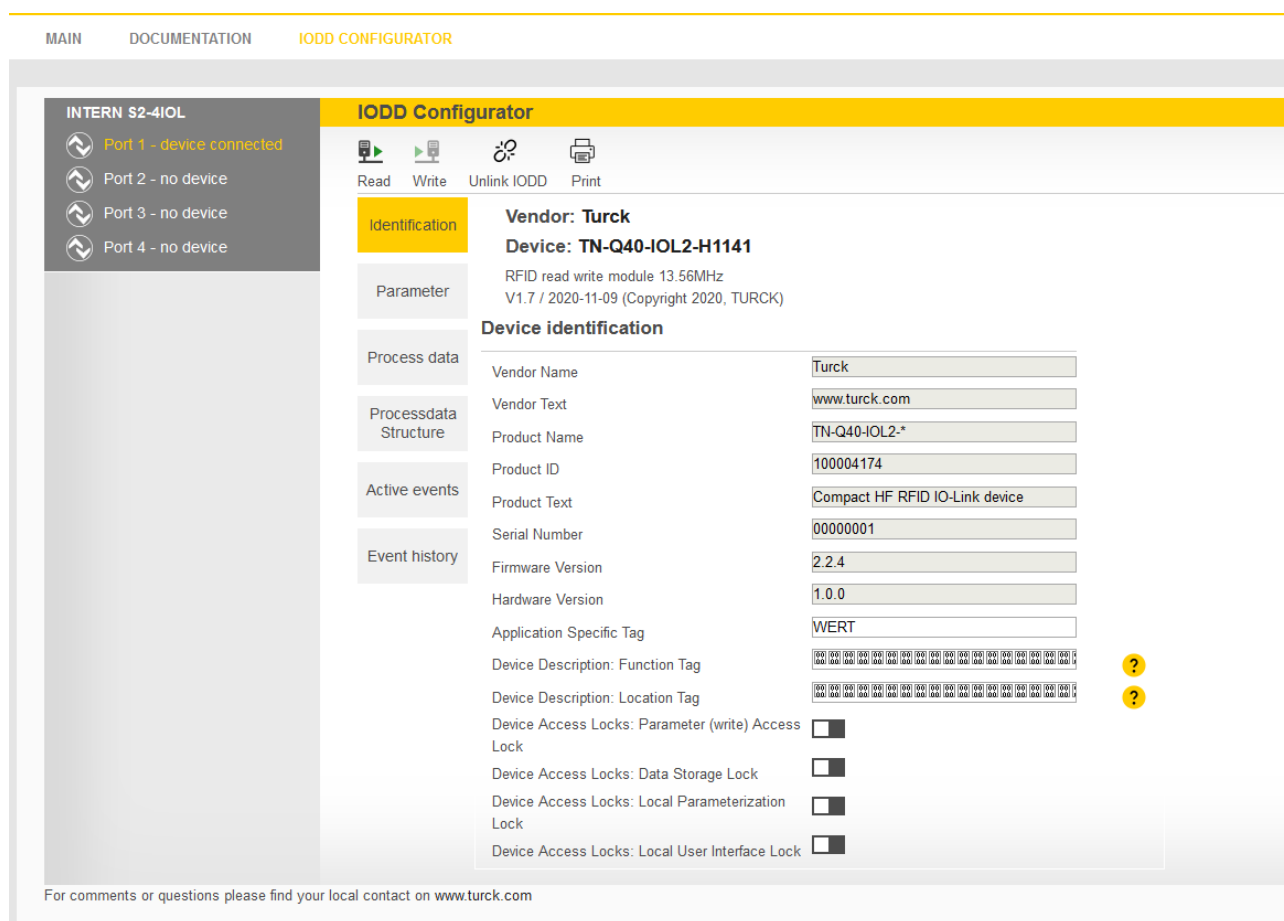 MAIN DOCUMENTATION IODD CONFIGURATOR
INTERN S2-4IOL
Port 1 - device connected
Port 2 - no device
Port 3 - no device
Port 4 - no device
IODD Configurator
Read Write Unlink IODD Print
Identification
Parameter
Process data
Processdata
Structure
Active events
Event history
Vendor: Turck
Device: TN-Q40-IOL2-H1141
RFID read write module 13.56MHz
V1.7 / 2020-11-09 (Copyright 2020, TURCK)
Device identification
Vendor Name Turck
Vendor Text www.turck.com
Product Name TN-Q40-IOL2-*
Product ID 100004174
Product Text Compact HF RFID IO-Link device
Serial Number 00000001
Firmware Version 2.2.4
Hardware Version 1.0.0
Application Specific Tag WERT
Device Description: Function Tag ?
Device Description: Location Tag ?
Device Access Locks: Parameter (write) Access
Lock
Device Access Locks: Data Storage Lock
Device Access Locks: Local Parameterization
Lock
Device Access Locks: Local User Interface Lock
For comments or questions please find your local contact on www.turck.com